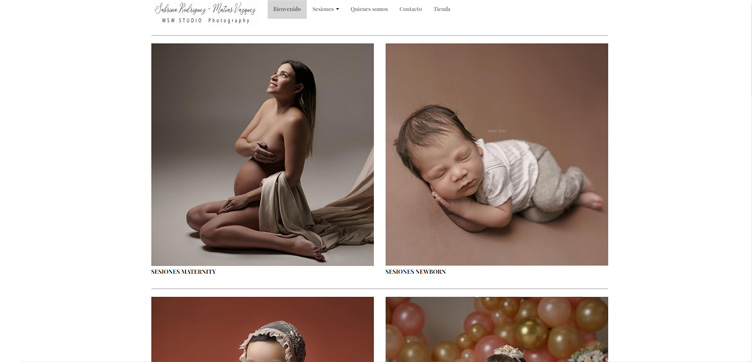 Sabrina Rodriguez - Matias Vazquez
MSW STUDIO Photography
Bienvenido
Sesiones
Quienes somos
Contacto
Tienda
SESIONES MATERNITY
SESIONES NEWBORN